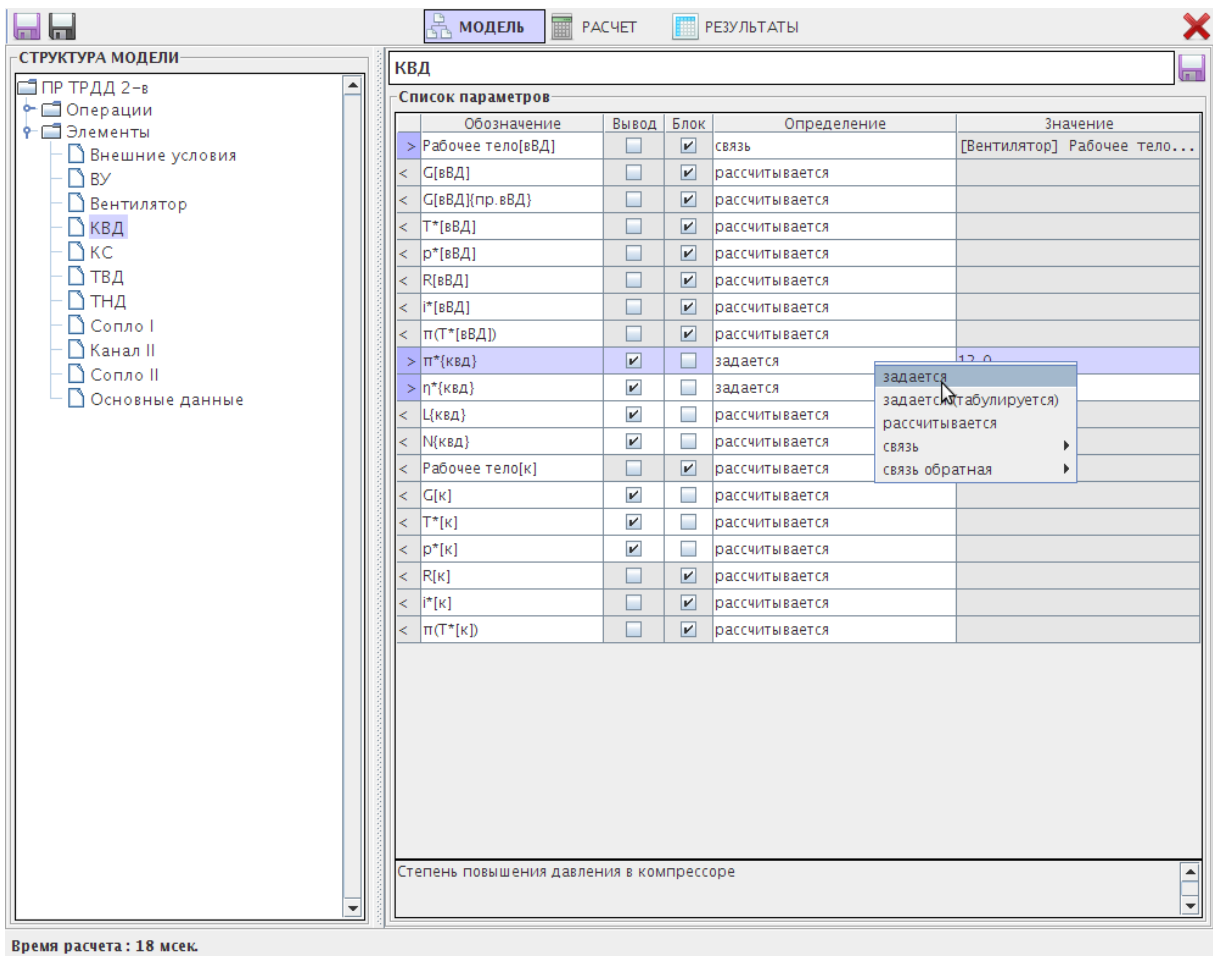 МОДЕЛЬ РАСЧЕТ РЕЗУЛЬТАТЫ
СТРУКТУРА МОДЕЛИ
ПР ТРДД 2-в
Операции
Элементы
Внешние условия
ВУ
Вентилятор
КВД
КС
ТВД
ТНД
Сопло I
Канал II
Сопло II
Основные данные
КВД
Список параметров
Обозначение Вывод Блок Определение Значение
> Рабочее тело[вВД] связь [Вентилятор] Рабочее тело...
< G[вВД] рассчитывается
< G[вВД]{пр.вВД} рассчитывается
< T*[вВД] рассчитывается
< p*[вВД] рассчитывается
< R[вВД] рассчитывается
< i*[вВД] рассчитывается
< π(T*[вВД]) рассчитывается
> π*{квд} задается 12.0
> η*{квд} задается
< L{квд} рассчитывается
< N{квд} рассчитывается
< Рабочее тело[к] рассчитывается
< G[к] рассчитывается
< T*[к] рассчитывается
< p*[к] рассчитывается
< R[к] рассчитывается
< i*[к] рассчитывается
< π(T*[к]) рассчитывается
задается
задается (табулируется)
рассчитывается
связь
связь обратная
Степень повышения давления в компрессоре
Время расчета : 18 мсек.